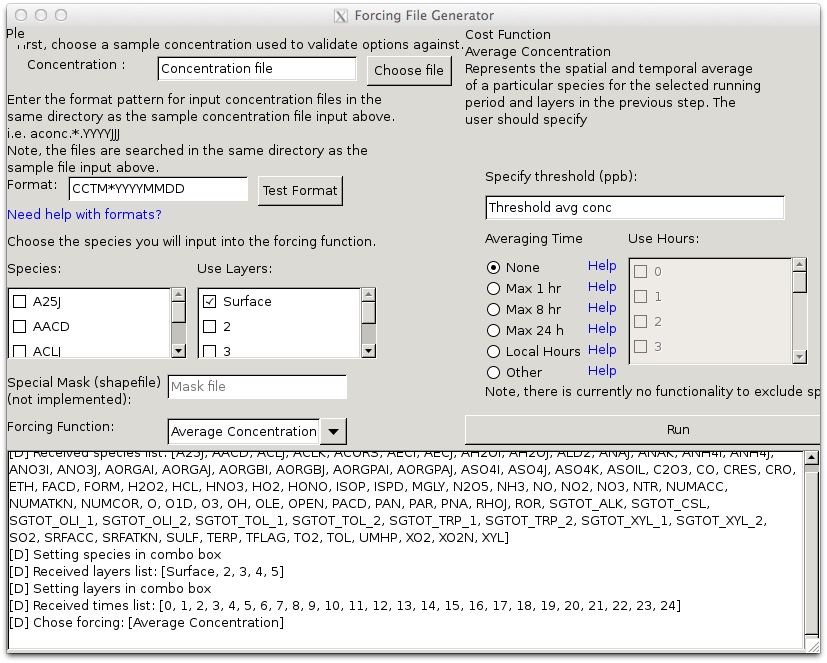 Forcing File Generator
Ple
First, choose a sample concentration used to validate options against.
Concentration :
Concentration file
Choose file
Enter the format pattern for input concentration files in the
same directory as the sample concentration file input above.
i.e. aconc.*.YYYYJJJ
Note, the files are searched in the same directory as the
sample file input above.
Format:
CCTM*YYYYMMDD
Test Format
Need help with formats?
Choose the species you will input into the forcing function.
Species:
Use Layers:
A25J
AACD
ACLJ
Surface
2
3
Special Mask (shapefile)
(not implemented):
Mask file
Forcing Function:
Average Concentration
Cost Function
Average Concentration
Represents the spatial and temporal average
of a particular species for the selected running
period and layers in the previous step. The
user should specify
Specify threshold (ppb):
Threshold avg conc
Averaging Time
Use Hours:
None Help
Max 1 hr Help
Max 8 hr Help
Max 24 h Help
Local Hours Help
Other Help
0
1
2
3
Note, there is currently no functionality to exclude sp
Run
[D] Received species list: [A25J, AACD, ACLJ, ACLK, ACORS, AECI, AECJ, AH2OI, AH2OJ, ALD2, ANAJ, ANAK, ANH4I, ANH4J,
ANO3I, ANO3J, AORGAI, AORGAJ, AORGBI, AORGBJ, AORGPAI, AORGPAJ, ASO4I, ASO4J, ASO4K, ASOIL, C2O3, CO, CRES, CRO,
ETH, FACD, FORM, H2O2, HCL, HNO3, HO2, HONO, ISOP, ISPD, MGLY, N2O5, NH3, NO, NO2, NO3, NTR, NUMACC,
NUMATKN, NUMCOR, O, O1D, O3, OH, OLE, OPEN, PACD, PAN, PAR, PNA, RHOJ, ROR, SGTOT_ALK, SGTOT_CSL,
SGTOT_OLI_1, SGTOT_OLI_2, SGTOT_TOL_1, SGTOT_TOL_2, SGTOT_TRP_1, SGTOT_TRP_2, SGTOT_XYL_1, SGTOT_XYL_2,
SO2, SRFACC, SRFATKN, SULF, TERP, TFLAG, TO2, TOL, UMHP, XO2, XO2N, XYL]
[D] Setting species in combo box
[D] Received layers list: [Surface, 2, 3, 4, 5]
[D] Setting layers in combo box
[D] Received times list: [0, 1, 2, 3, 4, 5, 6, 7, 8, 9, 10, 11, 12, 13, 14, 15, 16, 17, 18, 19, 20, 21, 22, 23, 24]
[D] Chose forcing: [Average Concentration]